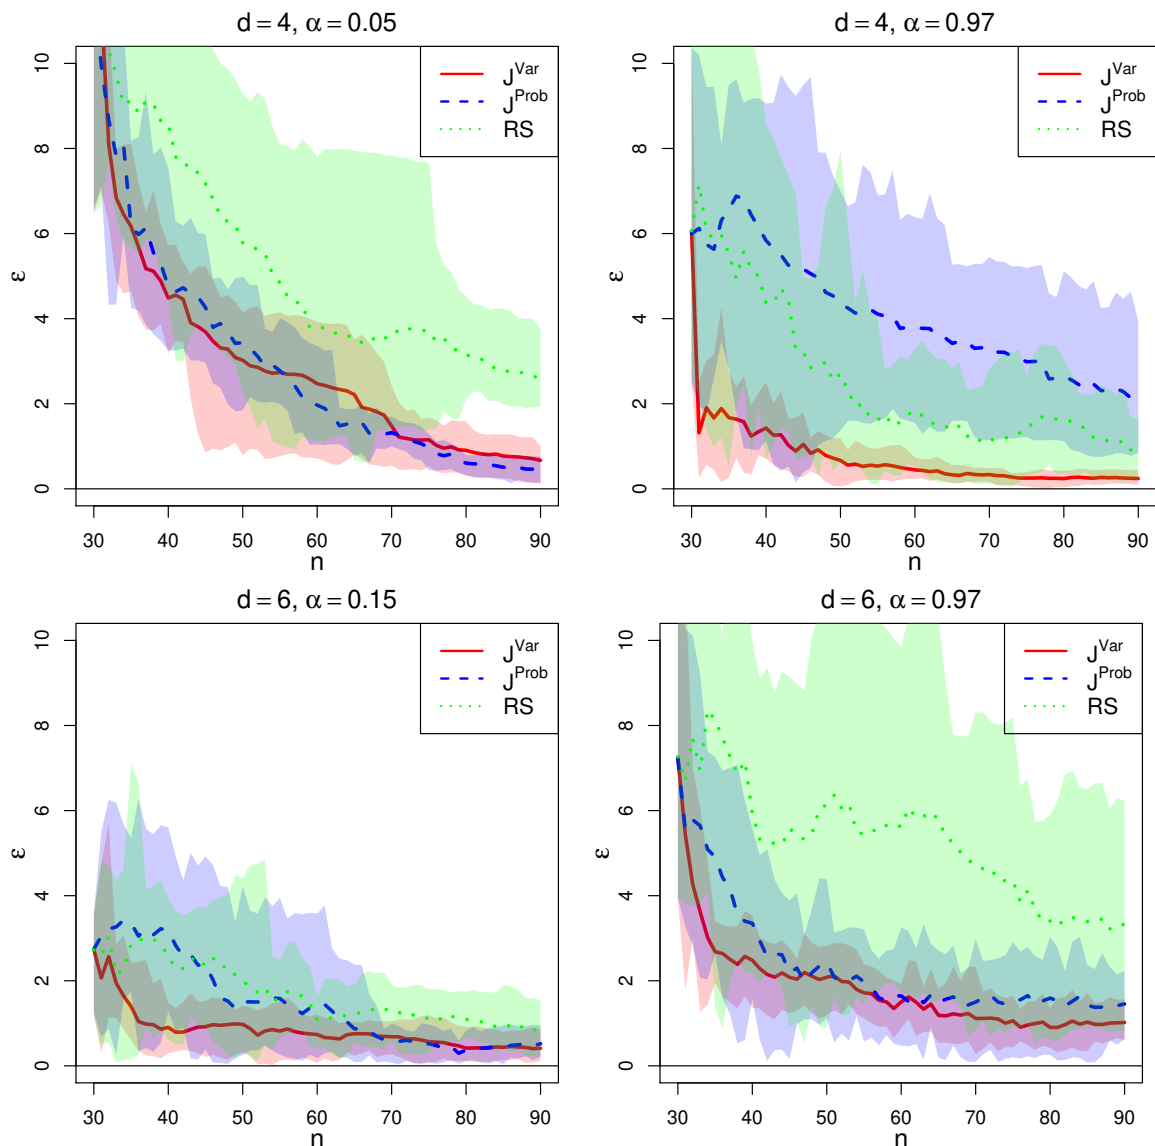 d = 4, α = 0.05
10
8
6
4
2
0
ε
J^Var
J^Prob
RS
30 40 50 60 70 80 90
n
d = 4, α = 0.97
10
8
6
4
2
0
ε
J^Var
J^Prob
RS
30 40 50 60 70 80 90
n
d = 6, α = 0.15
10
8
6
4
2
0
ε
J^Var
J^Prob
RS
30 40 50 60 70 80 90
n
d = 6, α = 0.97
10
8
6
4
2
0
ε
J^Var
J^Prob
RS
30 40 50 60 70 80 90
n